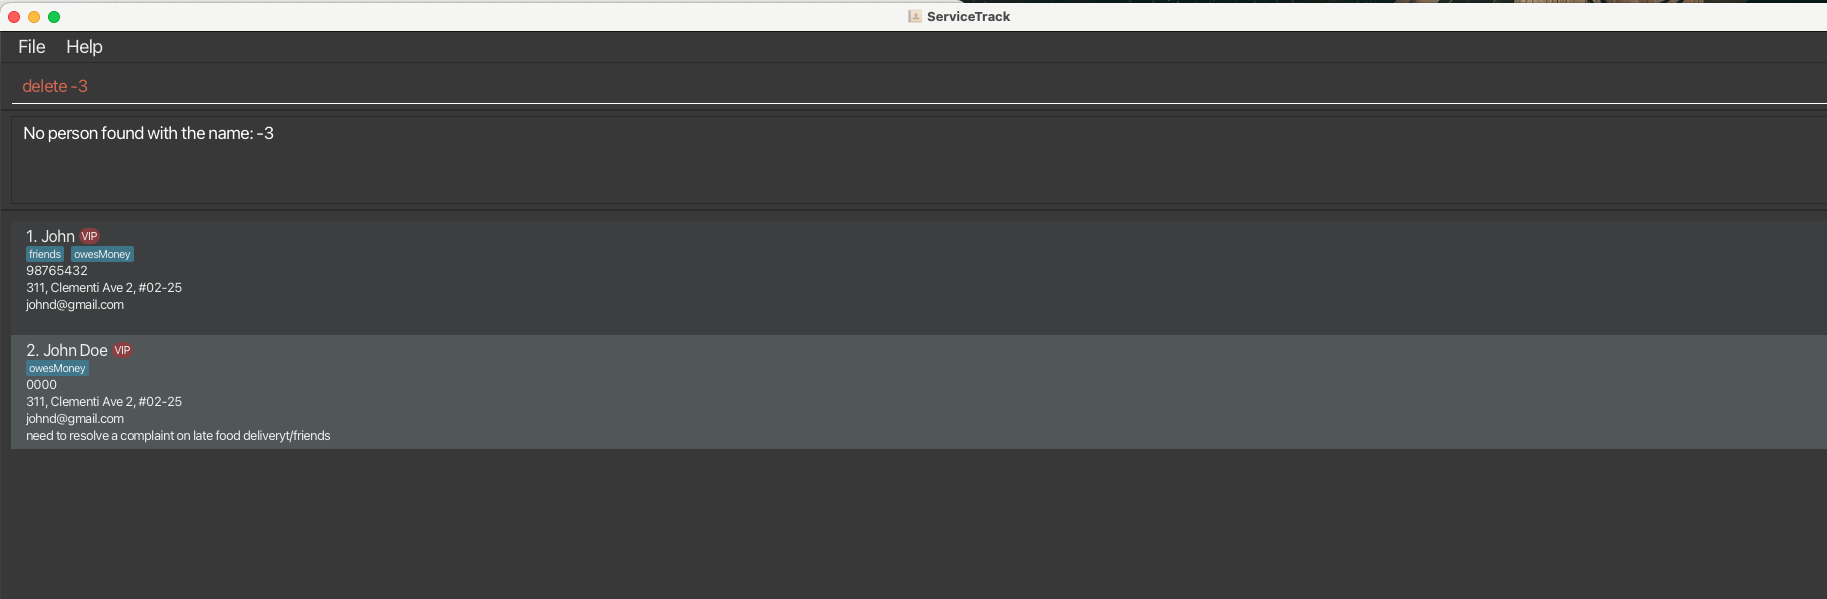 ServiceTrack
File Help
delete -3
No person found with the name: -3
1. John VIP
friends owesMoney
98765432
311, Clementi Ave 2, #02-25
johnd@gmail.com
2. John Doe VIP
owesMoney
0000
311, Clementi Ave 2, #02-25
johnd@gmail.com
need to resolve a complaint on late food deliveryt/friends